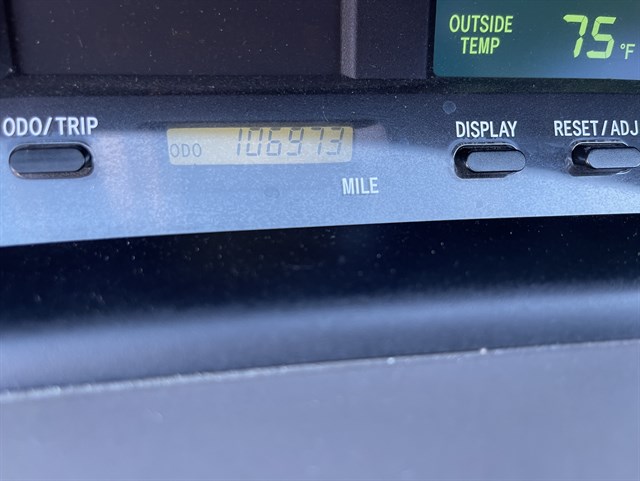 OUTSIDE 75 °F
TEMP
ODO/TRIP
ODO 106973
MILE
DISPLAY
RESET/ADJ